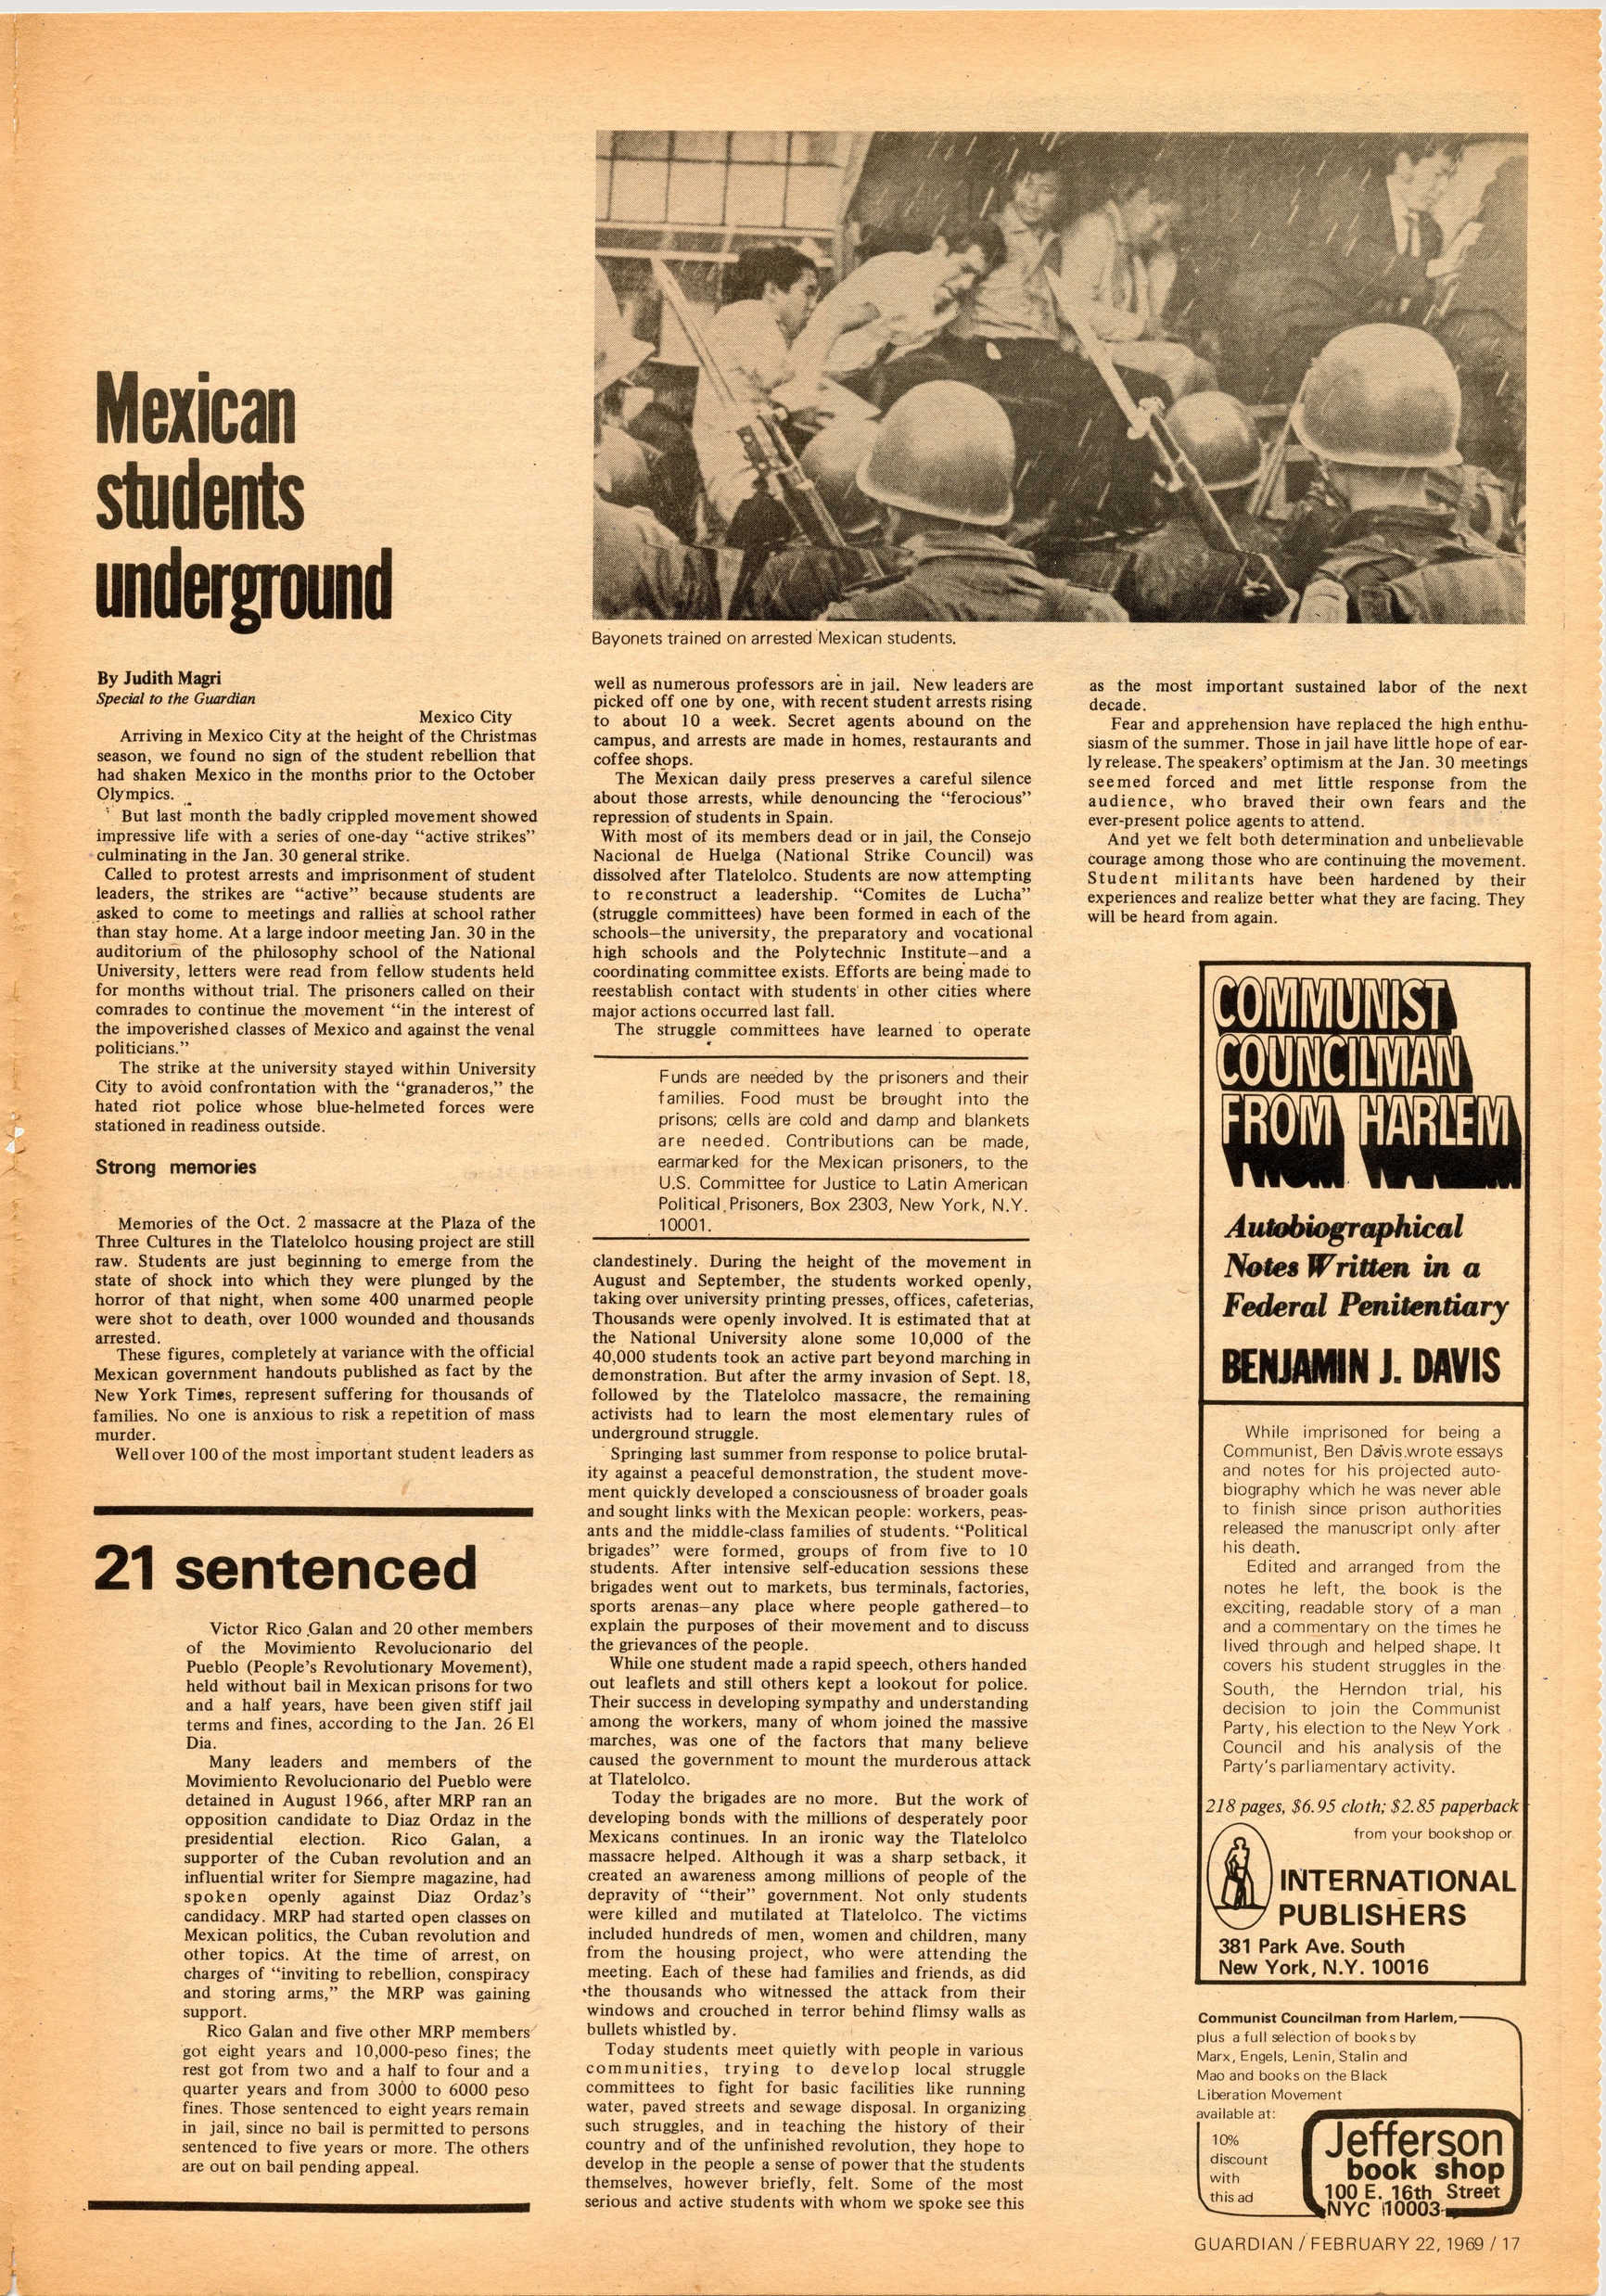 Mexican
students
underground
Bayonets trained on arrested Mexican students.
By Judith Magri
Special to the Guardian
Mexico City
Arriving in Mexico City at the height of the Christmas
season, we found no sign of the student rebellion that
had shaken Mexico in the months prior to the October
Olympics.
But last month the badly crippled movement showed
impressive life with a series of one-day “active strikes”
culminating in the Jan. 30 general strike.
Called to protest arrests and imprisonment of student
leaders, the strikes are “active” because students are
asked to come to meetings and rallies at school rather
than stay home. At a large indoor meeting Jan. 30 in the
auditorium of the philosophy school of the National
University, letters were read from fellow students held
for months without trial. The prisoners called on their
comrades to continue the movement “in the interest of
the impoverished classes of Mexico and against the venal
politicians.”
The strike at the university stayed within University
City to avoid confrontation with the “granaderos,” the
hated riot police whose blue-helmeted forces were
stationed in readiness outside.
Strong memories
Memories of the Oct. 2 massacre at the Plaza of the
Three Cultures in the Tlatelolco housing project are still
raw. Students are just beginning to emerge from the
state of shock into which they were plunged by the
horror of that night, when some 400 unarmed people
were shot to death, over 1000 wounded and thousands
arrested.
These figures, completely at variance with the official
Mexican government handouts published as fact by the
New York Times, represent suffering for thousands of
families. No one is anxious to risk a repetition of mass
murder.
Well over 100 of the most important student leaders as
well as numerous professors are in jail. New leaders are
picked off one by one, with recent student arrests rising
to about 10 a week. Secret agents abound on the
campus, and arrests are made in homes, restaurants and
coffee shops.
The Mexican daily press preserves a careful silence
about those arrests, while denouncing the “ferocious”
repression of students in Spain.
With most of its members dead or in jail, the Consejo
Nacional de Huelga (National Strike Council) was
dissolved after Tlatelolco. Students are now attempting
to reconstruct a leadership. “Comites de Lucha”
(struggle committees) have been formed in each of the
schools—the university, the preparatory and vocational
high schools and the Polytechnic Institute—and a
coordinating committee exists. Efforts are being made to
reestablish contact with students in other cities where
major actions occurred last fall.
The struggle committees have learned to operate
Funds are needed by the prisoners and their
families. Food must be brought into the
prisons; cells are cold and damp and blankets
are needed. Contributions can be made,
earmarked for the Mexican prisoners, to the
U.S. Committee for Justice to Latin American
Political Prisoners, Box 2303, New York, N.Y.
10001.
clandestinely. During the height of the movement in
August and September, the students worked openly,
taking over university printing presses, offices, cafeterias,
Thousands were openly involved. It is estimated that at
the National University alone some 10,000 of the
40,000 students took an active part beyond marching in
demonstration. But after the army invasion of Sept. 18,
followed by the Tlatelolco massacre, the remaining
activists had to learn the most elementary rules of
underground struggle.
Springing last summer from response to police brutal-
ity against a peaceful demonstration, the student move-
ment quickly developed a consciousness of broader goals
and sought links with the Mexican people: workers, peas-
ants and the middle-class families of students. “Political
brigades” were formed, groups of from five to 10
students. After intensive self-education sessions these
brigades went out to markets, bus terminals, factories,
sports arenas—any place where people gathered—to
explain the purposes of their movement and to discuss
the grievances of the people.
While one student made a rapid speech, others handed
out leaflets and still others kept a lookout for police.
Their success in developing sympathy and understanding
among the workers, many of whom joined the massive
marches, was one of the factors that many believe
caused the government to mount the murderous attack
at Tlatelolco.
Today the brigades are no more. But the work of
developing bonds with the millions of desperately poor
Mexicans continues. In an ironic way the Tlatelolco
massacre helped. Although it was a sharp setback, it
created an awareness among millions of people of the
depravity of “their” government. Not only students
were killed and mutilated at Tlatelolco. The victims
included hundreds of men, women and children, many
from the housing project, who were attending the
meeting. Each of these had families and friends, as did
the thousands who witnessed the attack from their
windows and crouched in terror behind flimsy walls as
bullets whistled by.
Today students meet quietly with people in various
communities, trying to develop local struggle
committees to fight for basic facilities like running
water, paved streets and sewage disposal. In organizing
such struggles, and in teaching the history of their
country and of the unfinished revolution, they hope to
develop in the people a sense of power that the students
themselves, however briefly, felt. Some of the most
serious and active students with whom we spoke see this
as the most important sustained labor of the next
decade.
Fear and apprehension have replaced the high enthu-
siasm of the summer. Those in jail have little hope of ear-
ly release. The speakers’ optimism at the Jan. 30 meetings
seemed forced and met little response from the
audience, who braved their own fears and the
ever-present police agents to attend.
And yet we felt both determination and unbelievable
courage among those who are continuing the movement.
Student militants have been hardened by their
experiences and realize better what they are facing. They
will be heard from again.
21 sentenced
Victor Rico Galan and 20 other members
of the Movimiento Revolucionario del
Pueblo (People’s Revolutionary Movement),
held without bail in Mexican prisons for two
and a half years, have been given stiff jail
terms and fines, according to the Jan. 26 El
Dia.
Many leaders and members of the
Movimiento Revolucionario del Pueblo were
detained in August 1966, after MRP ran an
opposition candidate to Diaz Ordaz in the
presidential election. Rico Galan, a
supporter of the Cuban revolution and an
influential writer for Siempre magazine, had
spoken openly against Diaz Ordaz’s
candidacy. MRP had started open classes on
Mexican politics, the Cuban revolution and
other topics. At the time of arrest, on
charges of “inviting to rebellion, conspiracy
and storing arms,” the MRP was gaining
support.
Rico Galan and five other MRP members
got eight years and 10,000-peso fines; the
rest got from two and a half to four and a
quarter years and from 3000 to 6000 peso
fines. Those sentenced to eight years remain
in jail, since no bail is permitted to persons
sentenced to five years or more. The others
are out on bail pending appeal.
COMMUNIST
COUNCILMAN
FROM HARLEM
Autobiographical
Notes Written in a
Federal Penitentiary
BENJAMIN J. DAVIS
While imprisoned for being a
Communist, Ben Davis wrote essays
and notes for his projected auto-
biography which he was never able
to finish since prison authorities
released the manuscript only after
his death.
Edited and arranged from the
notes he left, the book is the
exciting, readable story of a man
and a commentary on the times he
lived through and helped shape. It
covers his student struggles in the
South, the Herndon trial, his
decision to join the Communist
Party, his election to the New York
Council and his analysis of the
Party’s parliamentary activity.
218 pages, $6.95 cloth; $2.85 paperback
from your bookshop or
INTERNATIONAL
PUBLISHERS
381 Park Ave. South
New York, N.Y. 10016
Communist Councilman from Harlem,
plus a full selection of books by
Marx, Engels, Lenin, Stalin and
Mao and books on the Black
Liberation Movement
available at:
10%
discount
with
this ad
Jefferson
book shop
100 E. 16th Street
NYC 10003
GUARDIAN / FEBRUARY 22, 1969 / 17